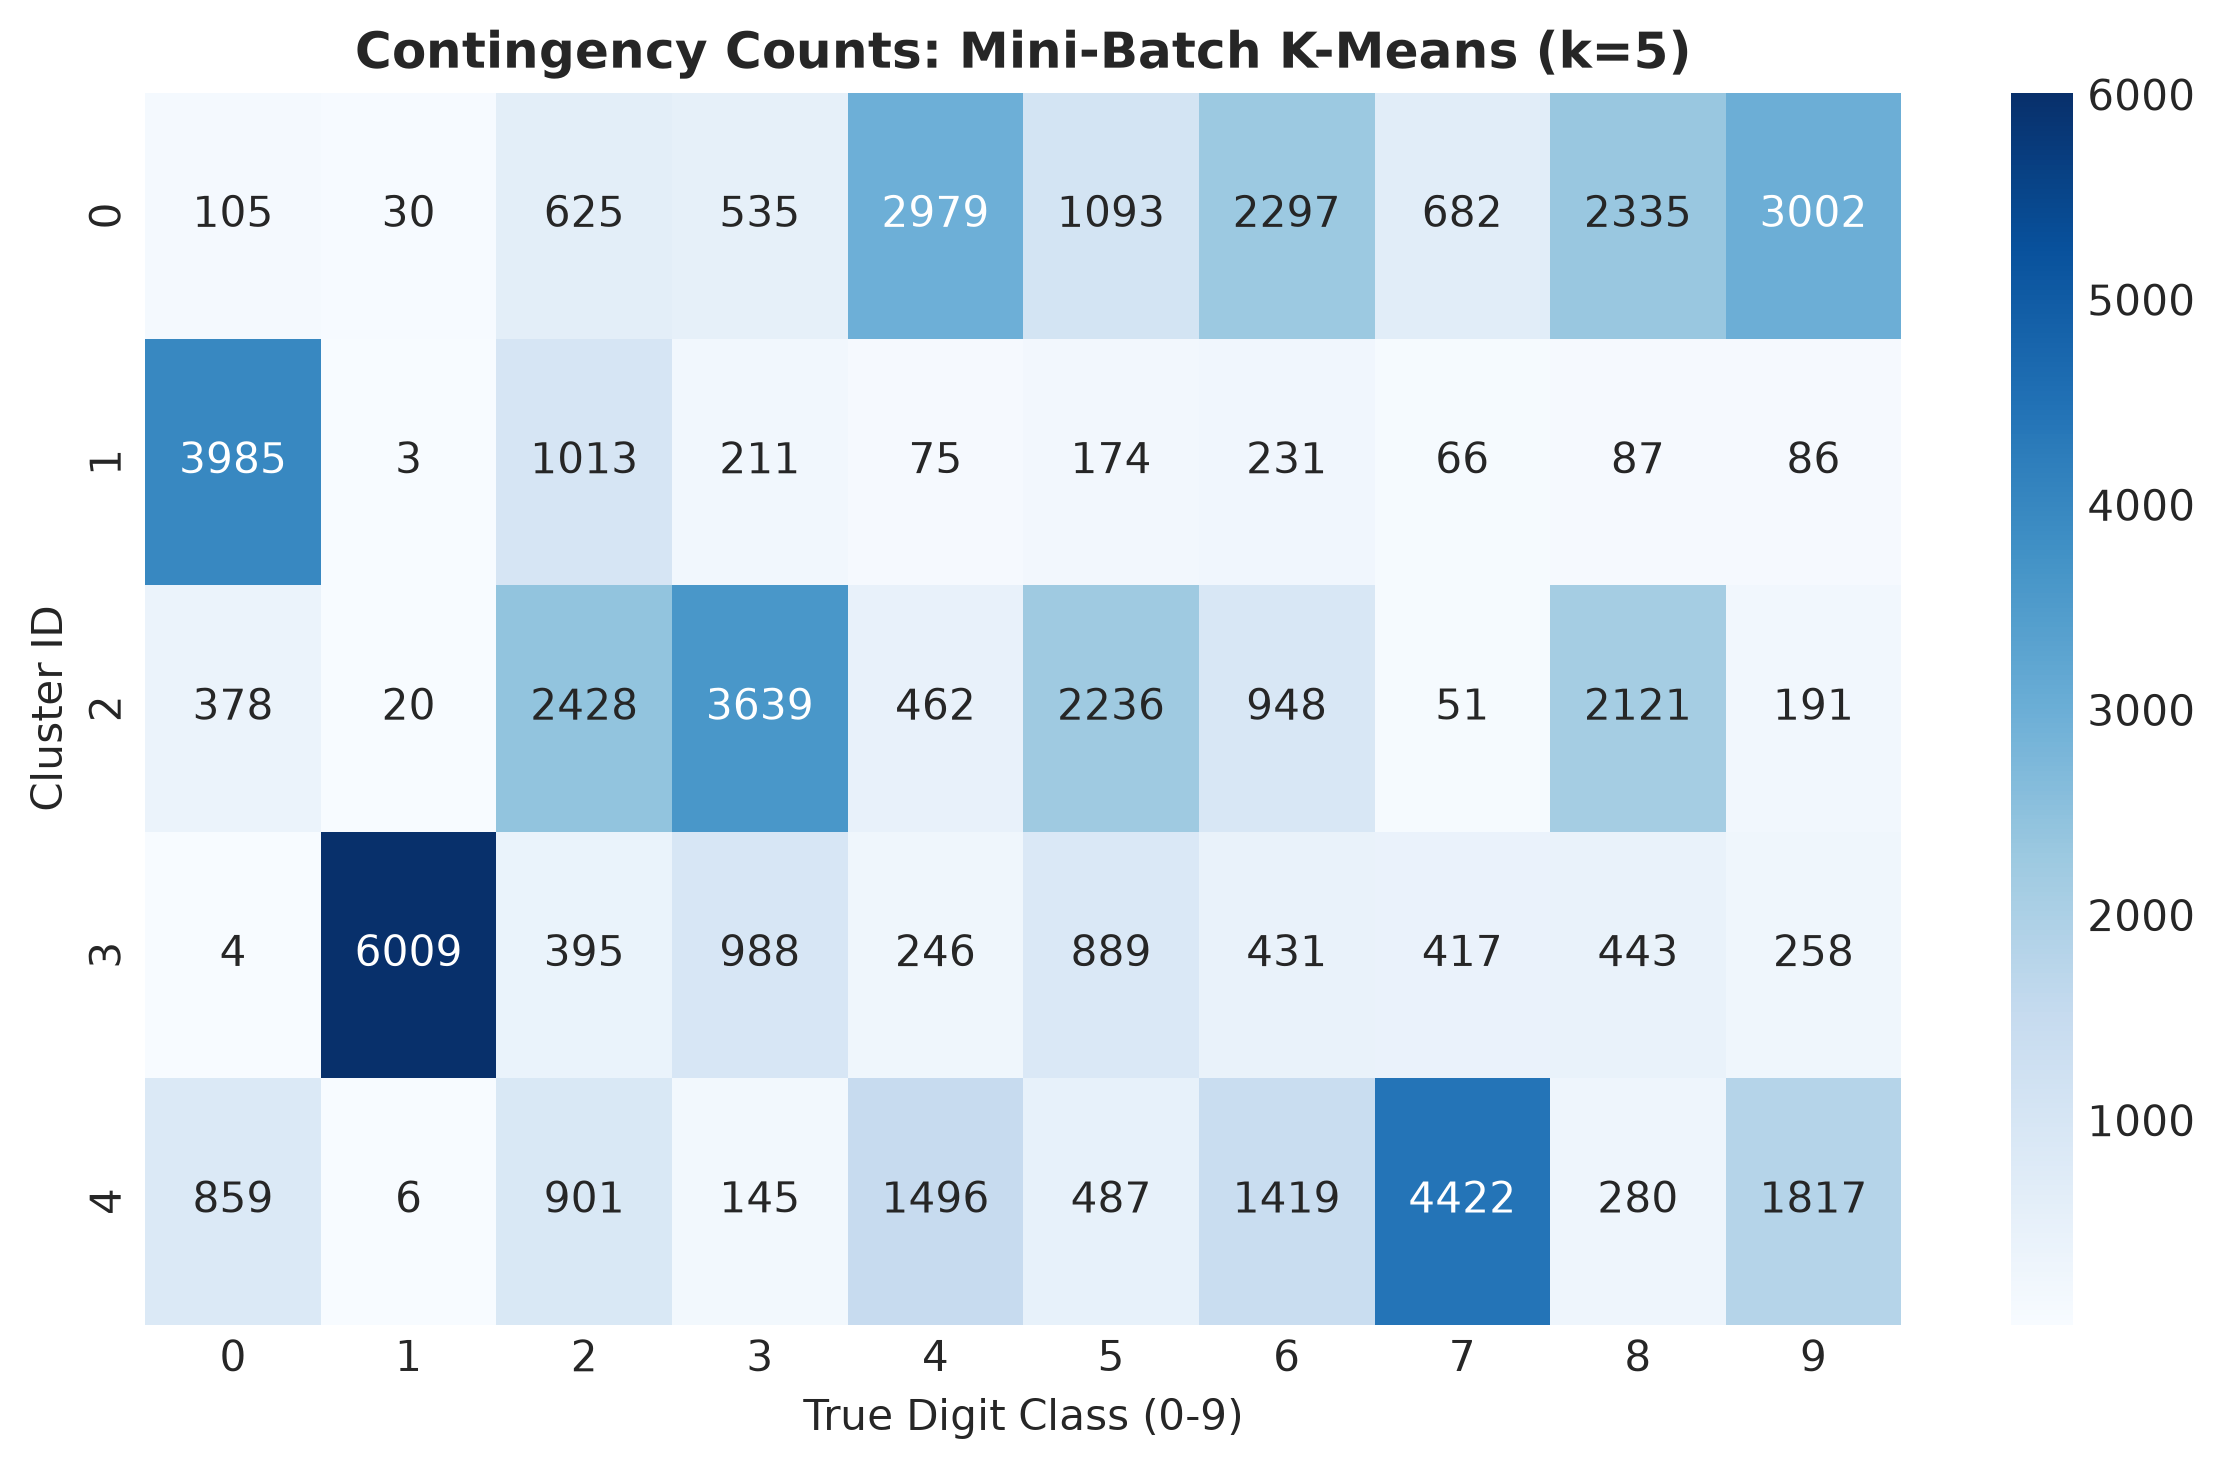 Contingency Counts: Mini-Batch K-Means (k=5)
6000
5000
4000
3000
2000
1000
Cluster ID
0 105 30 625 535 2979 1093 2297 682 2335 3002
1 3985 3 1013 211 75 174 231 66 87 86
2 378 20 2428 3639 462 2236 948 51 2121 191
3 4 6009 395 988 246 889 431 417 443 258
4 859 6 901 145 1496 487 1419 4422 280 1817
0 1 2 3 4 5 6 7 8 9
True Digit Class (0-9)